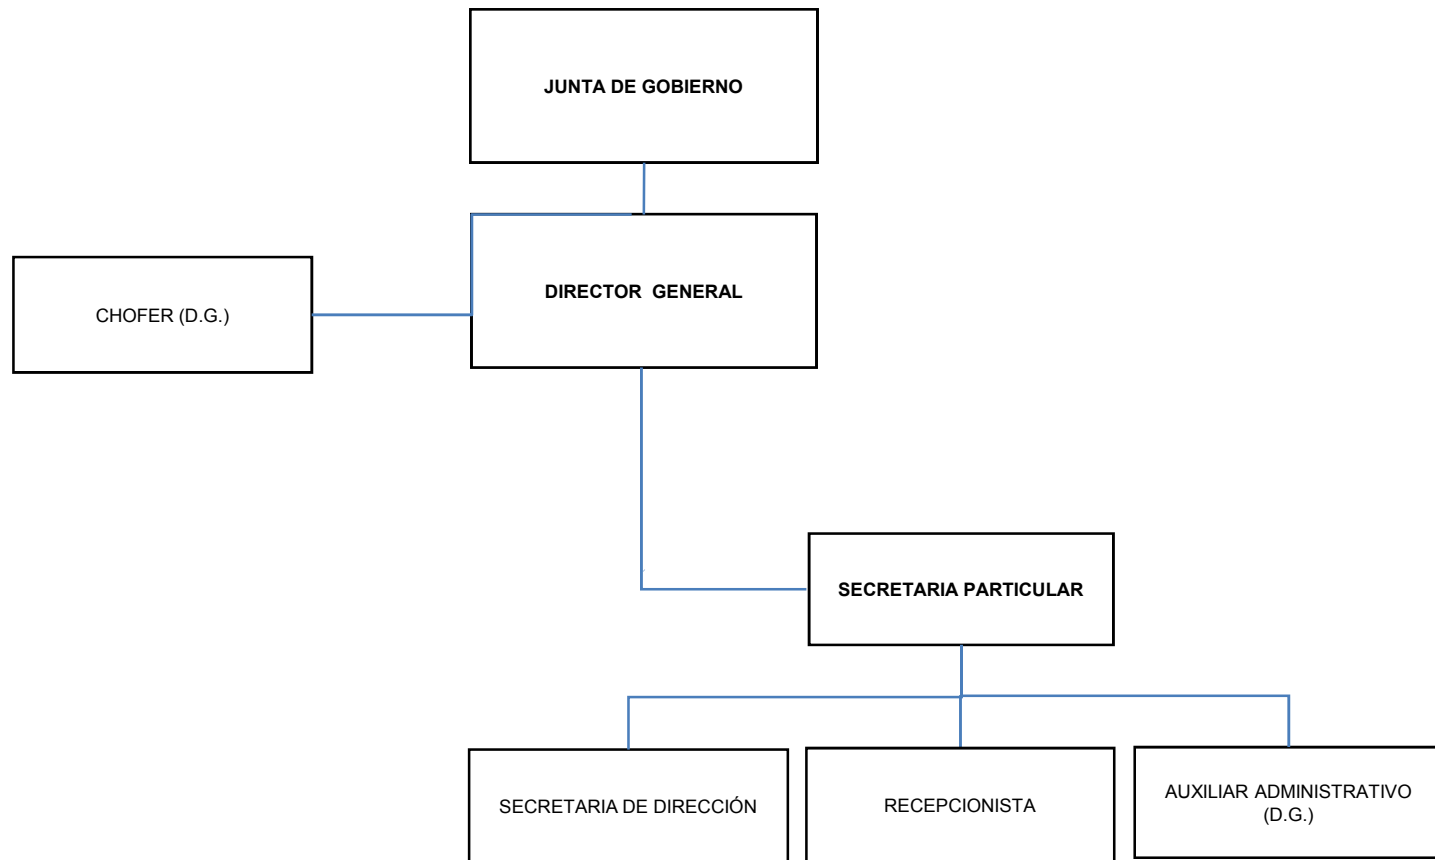 JUNTA DE GOBIERNO
DIRECTOR GENERAL
CHOFER (D.G.)
SECRETARIA PARTICULAR
SECRETARIA DE DIRECCIÓN
RECEPCIONISTA
AUXILIAR ADMINISTRATIVO
(D.G.)